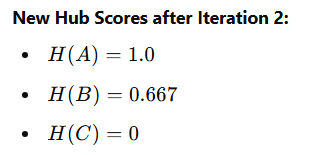 New Hub Scores after Iteration 2:
• H(A) = 1.0
• H(B) = 0.667
• H(C) = 0